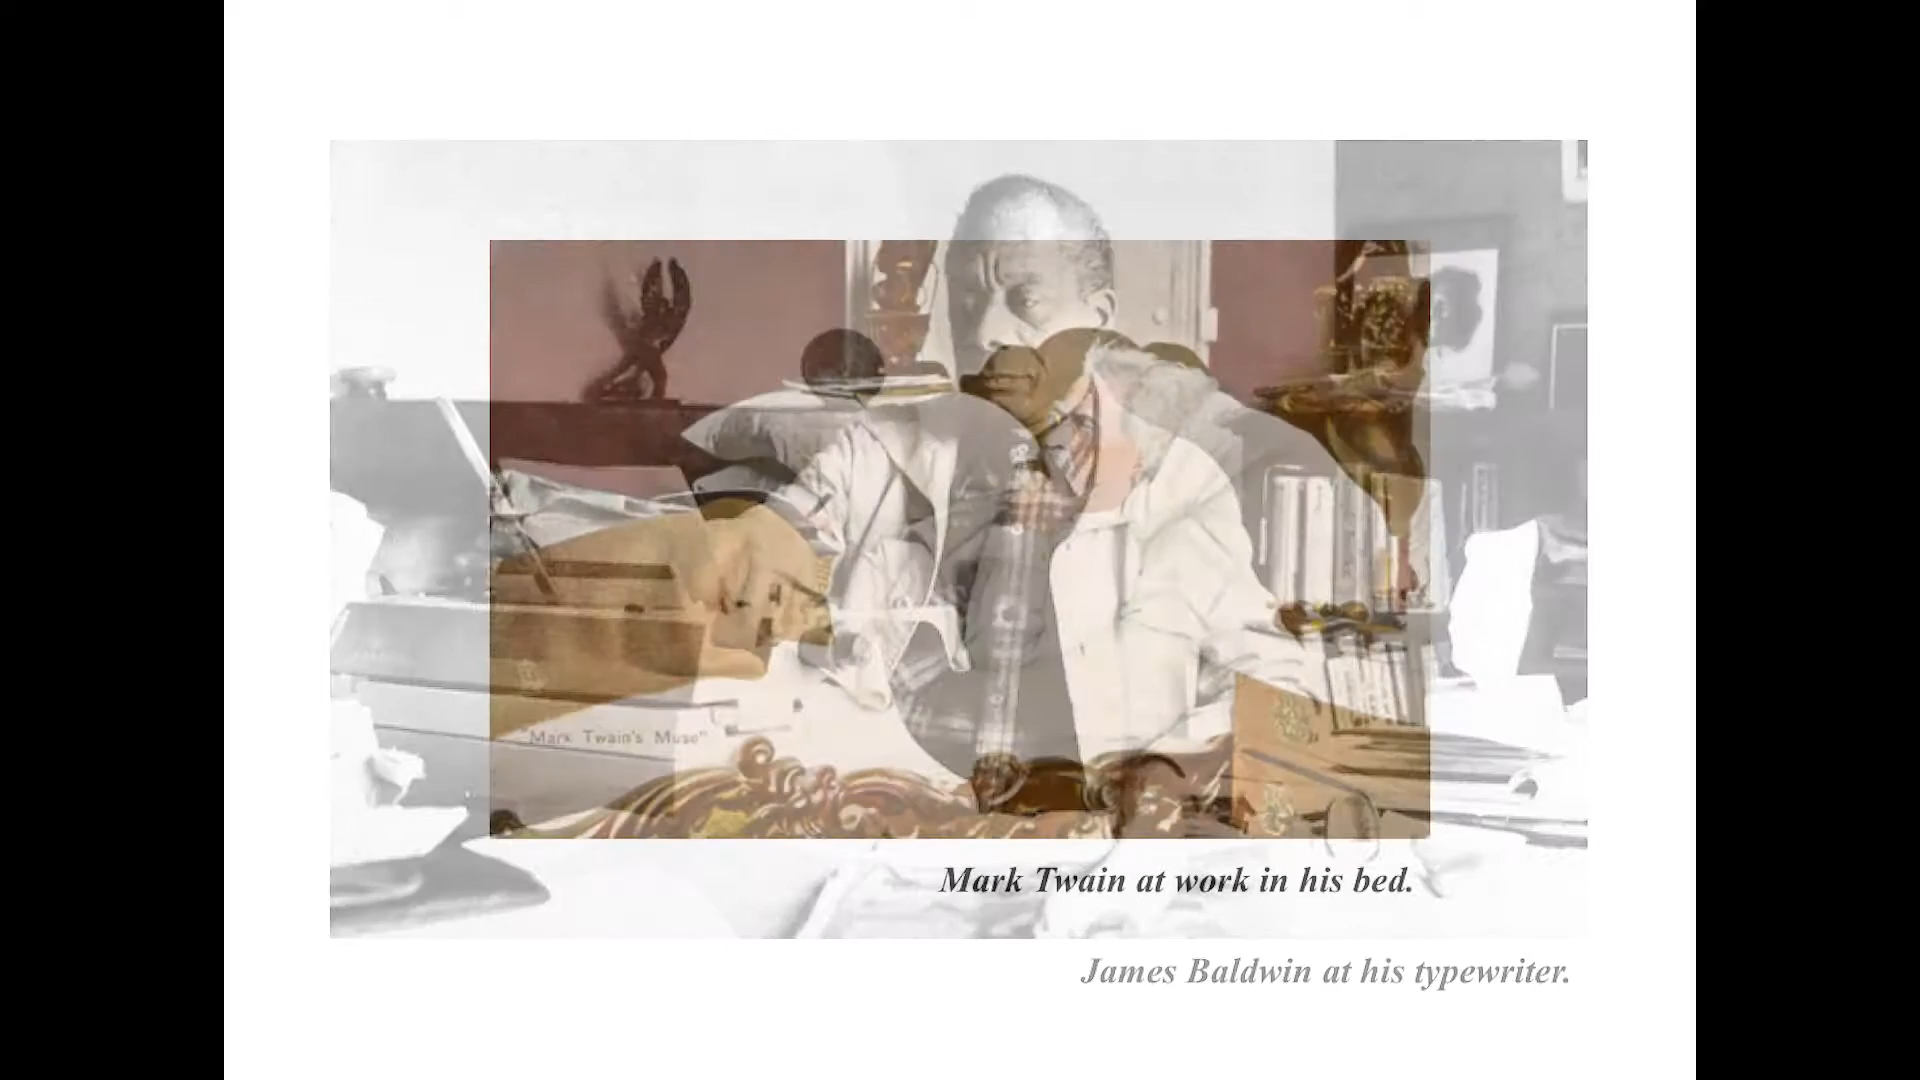 "Mark Twain's Muse"
Mark Twain at work in his bed.
James Baldwin at his typewriter.